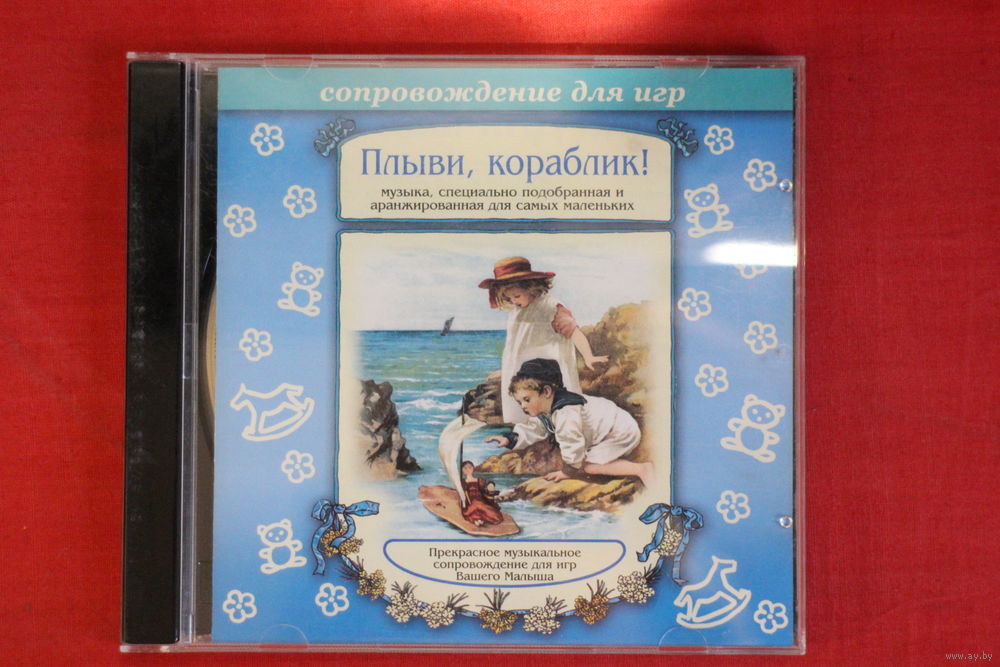 сопровождение для игр
Плыви, кораблик!
музыка, специально подобранная и
аранжированная для самых маленьких
Прекрасное музыкальное
сопровождение для игр
Вашего Малыша
www.ay.by